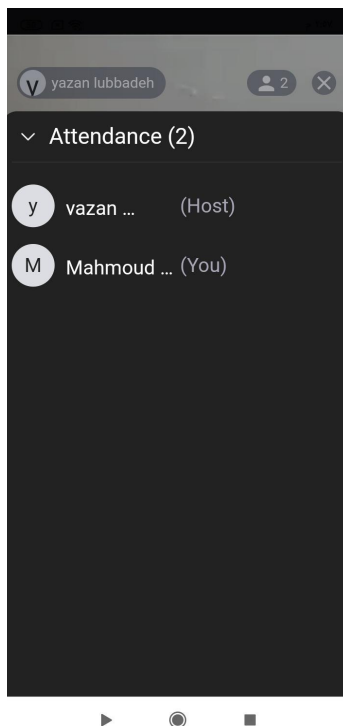 y yazan lubbadeh 2
Attendance (2)
y vazan ... (Host)
M Mahmoud ... (You)